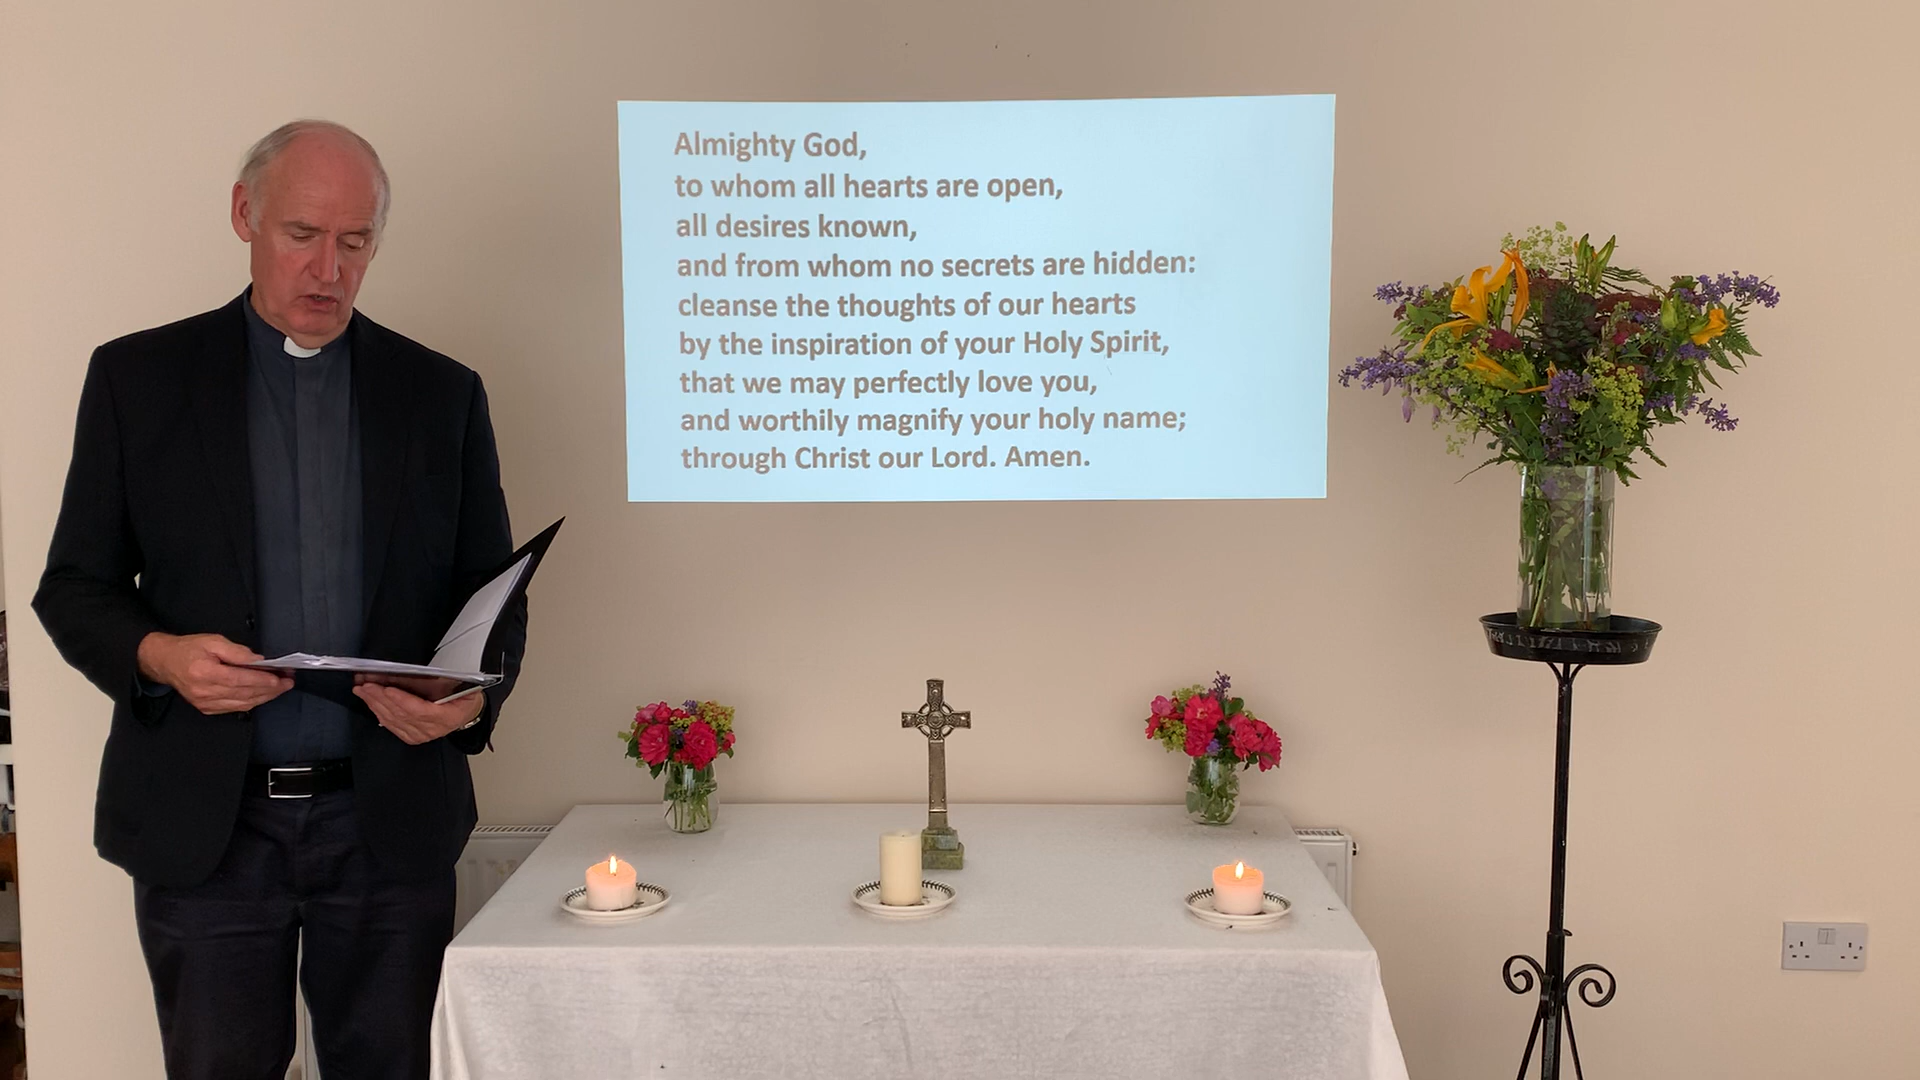 Almighty God,
to whom all hearts are open,
all desires known,
and from whom no secrets are hidden:
cleanse the thoughts of our hearts
by the inspiration of your Holy Spirit,
that we may perfectly love you,
and worthily magnify your holy name;
through Christ our Lord. Amen.